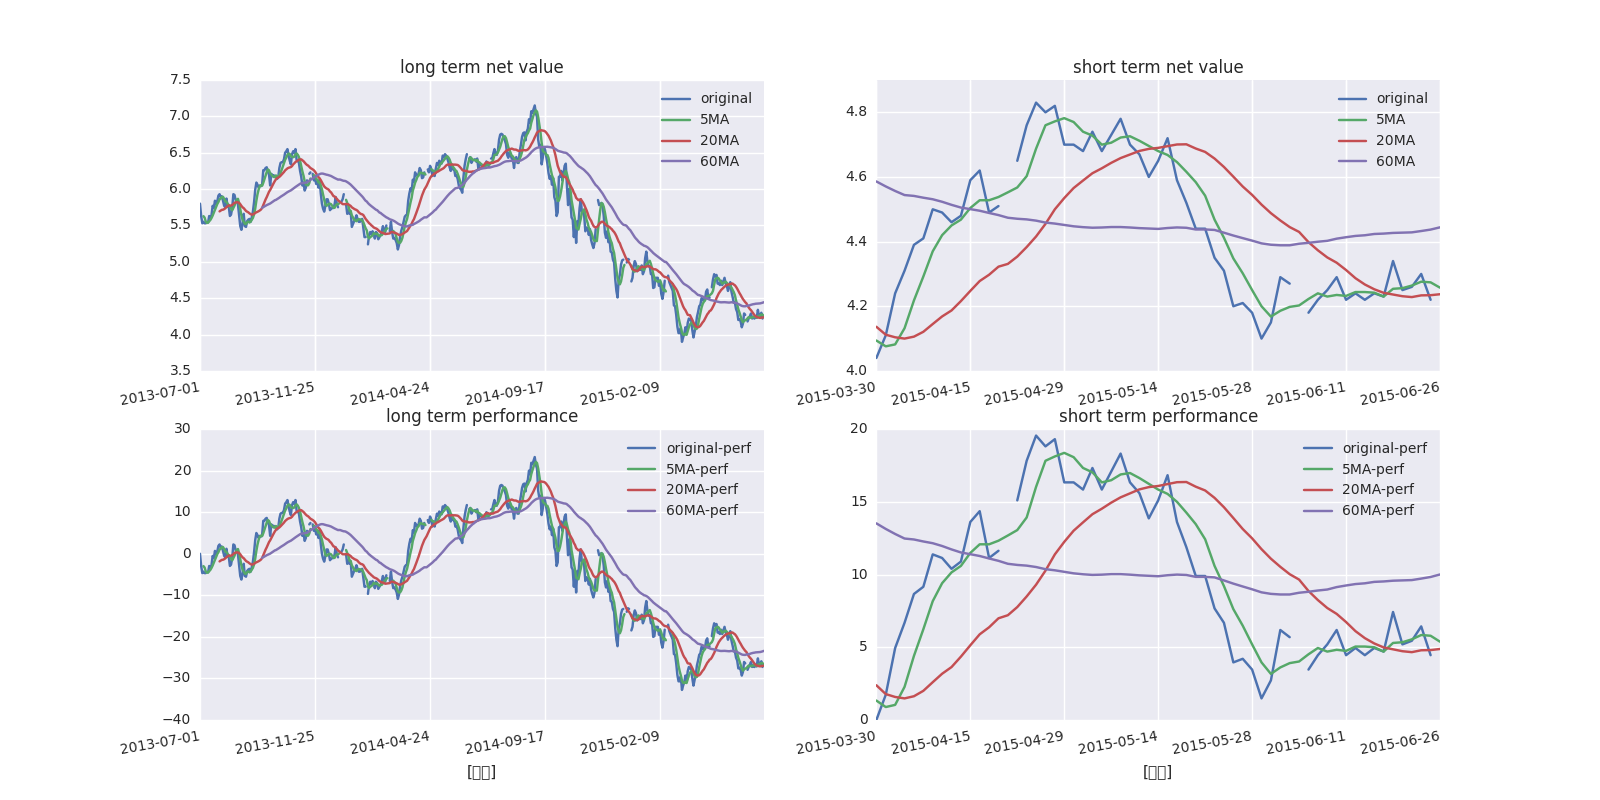 long term net value
7.5
7.0
6.5
6.0
5.5
5.0
4.5
4.0
3.5
original
5MA
20MA
60MA
2013-07-01
2013-11-25
2014-04-24
2014-09-17
2015-02-09
short term net value
4.8
4.6
4.4
4.2
4.0
original
5MA
20MA
60MA
2015-03-30
2015-04-15
2015-04-29
2015-05-14
2015-05-28
2015-06-11
2015-06-26
long term performance
30
20
10
0
−10
−20
−30
−40
original-perf
5MA-perf
20MA-perf
60MA-perf
2013-07-01
2013-11-25
2014-04-24
2014-09-17
2015-02-09
short term performance
20
15
10
5
0
original-perf
5MA-perf
20MA-perf
60MA-perf
2015-03-30
2015-04-15
2015-04-29
2015-05-14
2015-05-28
2015-06-11
2015-06-26